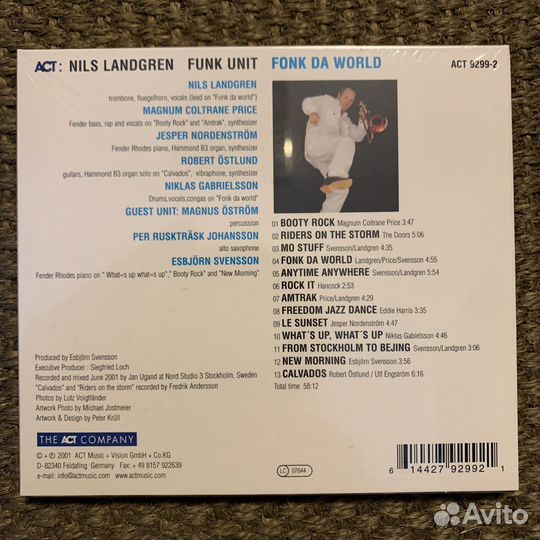 ACT: NILS LANDGREN FUNK UNIT FONK DA WORLD ACT 9299-2
NILS LANDGREN
trombone, fluegelhorn, vocals (lead on "Fonk da world")
MAGNUM COLTRANE PRICE
Fender bass, rap and vocals on "Booty Rock" and "Amtrak", synthesizer
JESPER NORDENSTRÖM
Fender Rhodes piano, Hammond B3 organ, synthesizer
ROBERT ÖSTLUND
guitars, Hammond B3 organ solo on "Calvados", vibraphone, synthesizer
NIKLAS GABRIELSSON
Drums,vocals,congas on "Fonk da world"
GUEST UNIT: MAGNUS ÖSTRÖM
percussion
PER RUSKTRÄSK JOHANSSON
alto saxophone
ESBJÖRN SVENSSON
Fender Rhodes piano on " What=s up what=s up"," Booty Rock" and "New Morning"
01 BOOTY ROCK Magnum Coltrane Price 3:47
02 RIDERS ON THE STORM The Doors 5:06
03 MO STUFF Svensson/Landgren 4:35
04 FONK DA WORLD Landgren/Price/Svensson 4:55
05 ANYTIME ANYWHERE Svensson/Landgren 5:54
06 ROCK IT Hancock 2:53
07 AMTRAK Price/Landgren 4:29
08 FREEDOM JAZZ DANCE Eddie Harris 3:35
09 LE SUNSET Jesper Nordenström 3:13
10 WHAT´S UP, WHAT´S UP Niklas Gabielsson 4:40
11 FROM STOCKHOLM TO BEJING Svensson/Landgren 3:06
12 NEW MORNING Esbjörn Svensson 3:58
13 CALVADOS Robert Östlund / Ulf Engström 6:16
Total time 58:12
Produced by Esbjörn Svensson
Executive Producer : Siegfried Loch
Recorded and mixed June 2001 by Jan Ugand at Nord Studio 3 Stockholm, Sweden
"Calvados" and "Riders on the storm" recorded by Fredrik Andersson
Photos by Lutz Voigtländer
Artwork Photo by Michael Jostmeier
Artwork & Design by Peter Krüll
THE ACT COMPANY
© + ℗ 2001 ACT Music + Vision GmbH + Co.KG
D- 82340 Feldafing Germany Fax: + 49 8157 922639
e-mail: info@actmusic.com www.actmusic.com
LC 07644
6 14427 92992 1
Avito